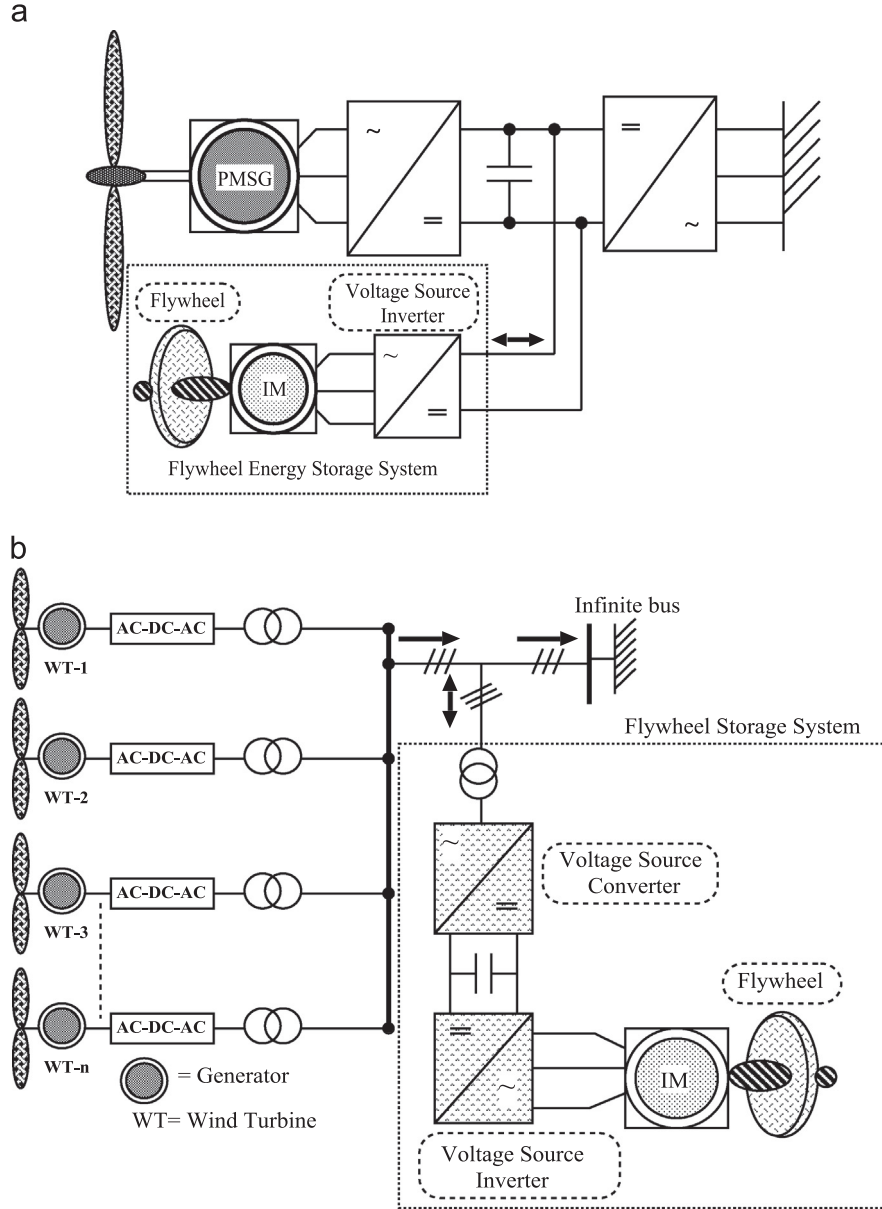 a
~
=
PMSG
=
~
Flywheel
Voltage Source
Inverter
~
IM
=
Flywheel Energy Storage System
b
Infinite bus
AC-DC-AC
WT-1
Flywheel Storage System
AC-DC-AC
WT-2
~
Voltage Source
Converter
=
AC-DC-AC
WT-3
Flywheel
AC-DC-AC
=
WT-n
= Generator
IM
~
WT= Wind Turbine
Voltage Source
Inverter